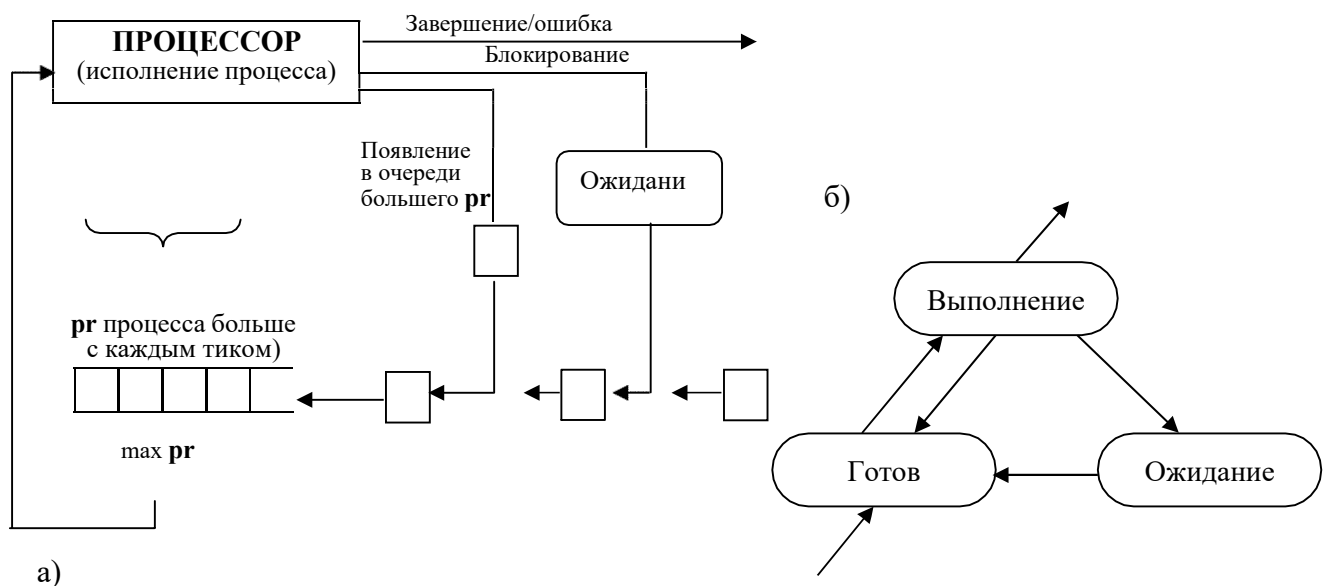 Завершение/ошибка
ПРОЦЕССОР
(исполнение процесса)
Блокирование
Появление
в очереди
большего pr
Ожидани
б)
Выполнение
pr процесса больше
с каждым тиком)
max pr
Готов
Ожидание
а)